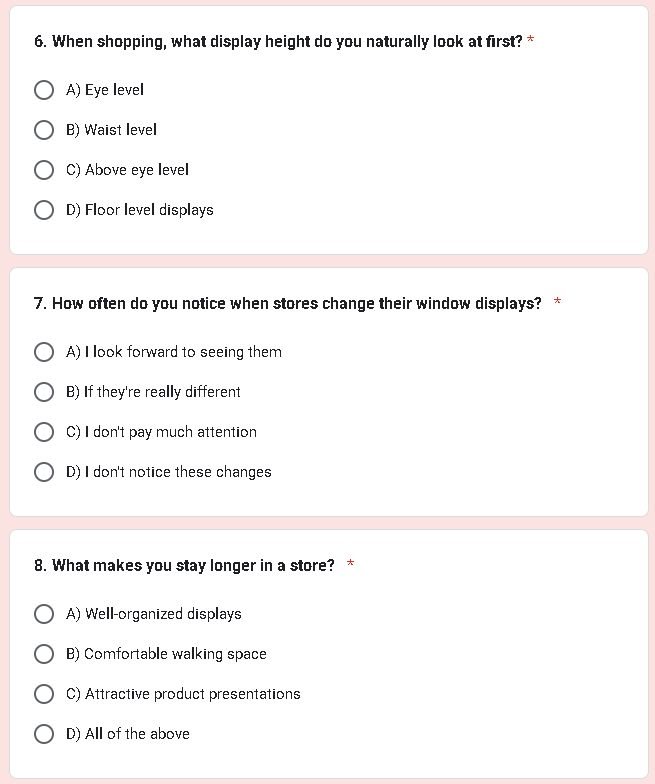 6. When shopping, what display height do you naturally look at first? *
A) Eye level
B) Waist level
C) Above eye level
D) Floor level displays
7. How often do you notice when stores change their window displays? *
A) I look forward to seeing them
B) If they're really different
C) I don't pay much attention
D) I don't notice these changes
8. What makes you stay longer in a store? *
A) Well-organized displays
B) Comfortable walking space
C) Attractive product presentations
D) All of the above